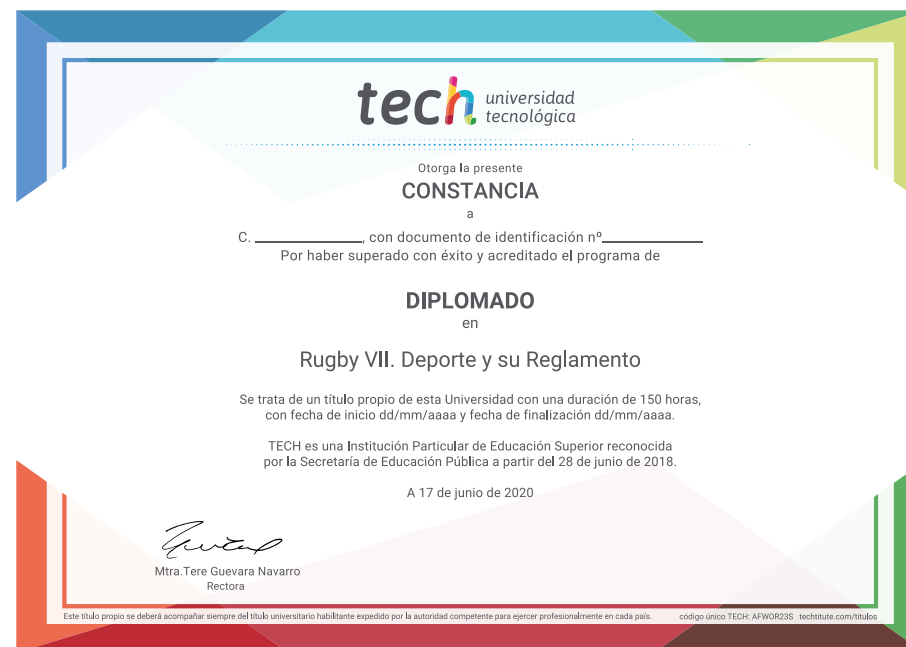 tech universidad
tecnológica
Otorga la presente
CONSTANCIA
a
C. ____________, con documento de identificación nº____________
Por haber superado con éxito y acreditado el programa de
DIPLOMADO
en
Rugby VII. Deporte y su Reglamento
Se trata de un título propio de esta Universidad con una duración de 150 horas,
con fecha de inicio dd/mm/aaaa y fecha de finalización dd/mm/aaaa.
TECH es una Institución Particular de Educación Superior reconocida
por la Secretaría de Educación Pública a partir del 28 de junio de 2018.
A 17 de junio de 2020
Mtra.Tere Guevara Navarro
Rectora
Este título propio se deberá acompañar siempre del título universitario habilitante expedido por la autoridad competente para ejercer profesionalmente en cada país. código único TECH: AFWOR23S techtitute.com/titulos